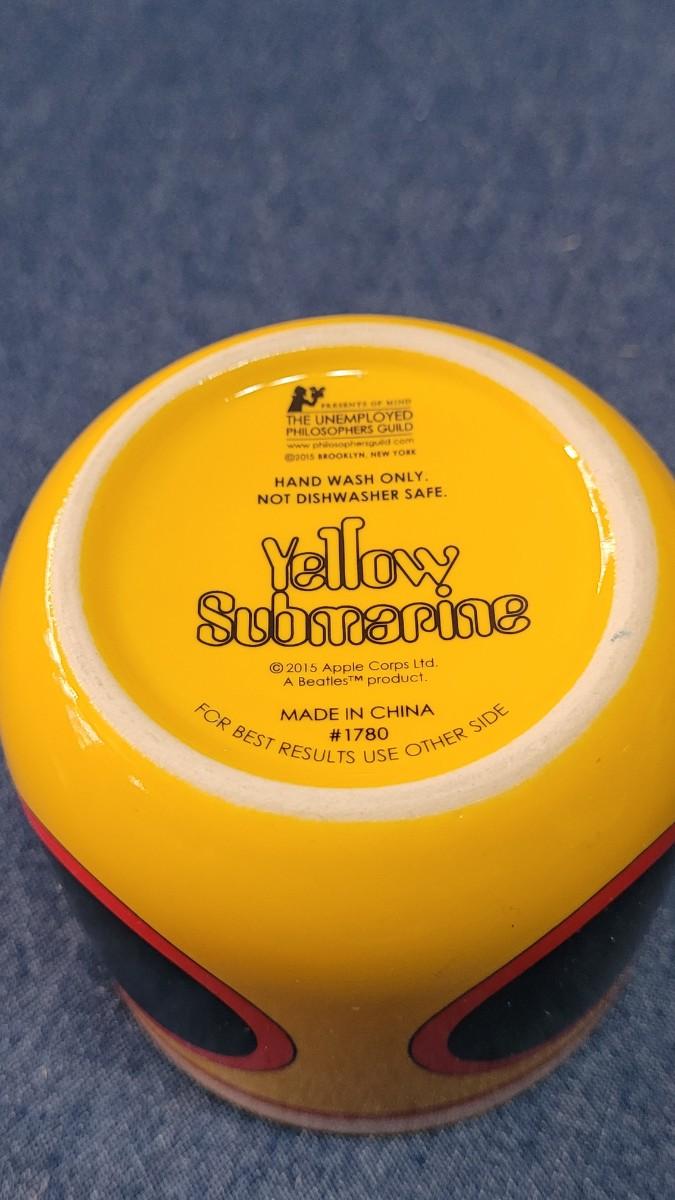 PRESENTS OF MIND
THE UNEMPLOYED
PHILOSOPHERS GUILD
www.philosophersguild.com
©2015 BROOKLYN, NEW YORK
HAND WASH ONLY.
NOT DISHWASHER SAFE.
Yellow
Submarine
© 2015 Apple Corps Ltd.
A Beatles™ product.
MADE IN CHINA
#1780
FOR BEST RESULTS USE OTHER SIDE